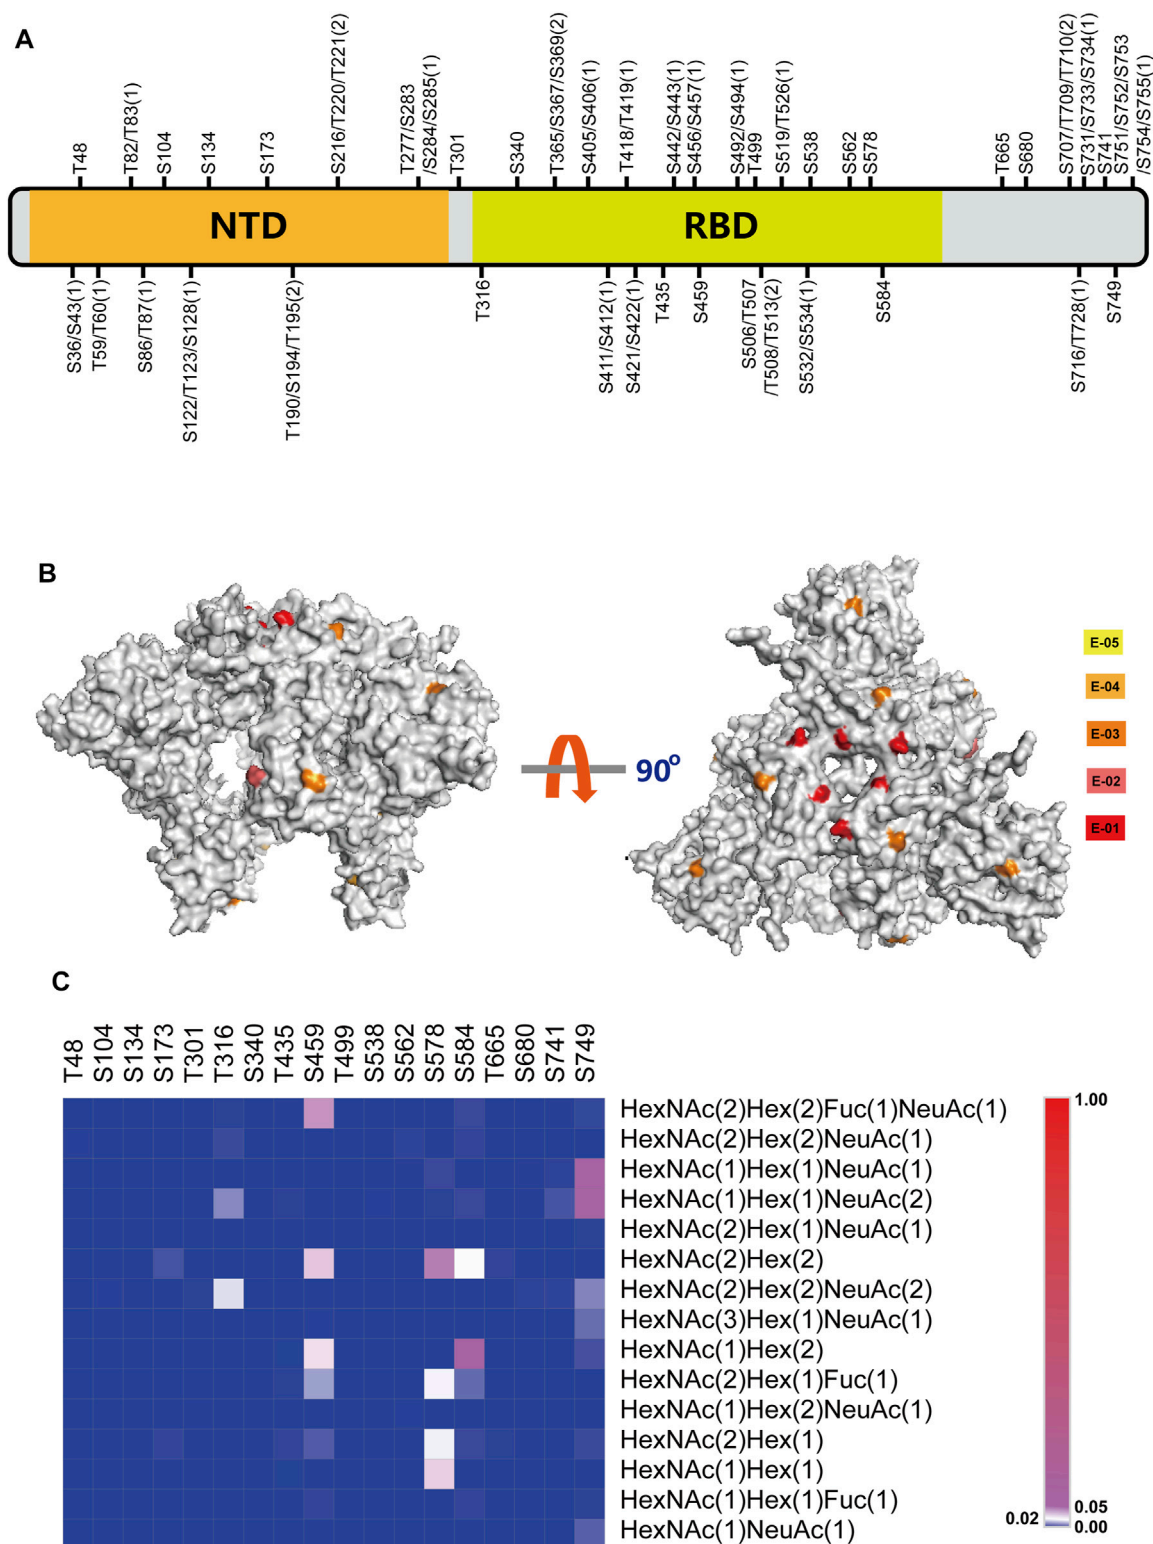 A
T48
T82/T83(1)
S104
S134
S173
S216/T220/T221(2)
T277/S283
/S284/S285(1)
T301
S340
T365/S367/S369(2)
S405/S406(1)
T418/T419(1)
S442/S443(1)
S456/S457(1)
S492/S494(1)
T499
S519/T526(1)
S538
S562
S578
T665
S680
S707/T709/T710(2)
S731/S733/S734(1)
S741
S751/S752/S753
/S754/S755(1)
NTD
RBD
S36/S43(1)
T59/T60(1)
S86/T87(1)
S122/T123/S128(1)
T190/S194/T195(2)
T316
S411/S412(1)
S421/S422(1)
T435
S459
S506/T507
/T508/T513(2)
S532/S534(1)
S584
S716/T728(1)
S749
B
90°
E-05
E-04
E-03
E-02
E-01
C
T48
S104
S134
S173
T301
T316
S340
T435
S459
T499
S538
S562
S578
S584
T665
S680
S741
S749
HexNAc(2)Hex(2)Fuc(1)NeuAc(1)
HexNAc(2)Hex(2)NeuAc(1)
HexNAc(1)Hex(1)NeuAc(1)
HexNAc(1)Hex(1)NeuAc(2)
HexNAc(2)Hex(1)NeuAc(1)
HexNAc(2)Hex(2)
HexNAc(2)Hex(2)NeuAc(2)
HexNAc(3)Hex(1)NeuAc(1)
HexNAc(1)Hex(2)
HexNAc(2)Hex(1)Fuc(1)
HexNAc(1)Hex(2)NeuAc(1)
HexNAc(2)Hex(1)
HexNAc(1)Hex(1)
HexNAc(1)Hex(1)Fuc(1)
HexNAc(1)NeuAc(1)
1.00
0.05
0.02
0.00